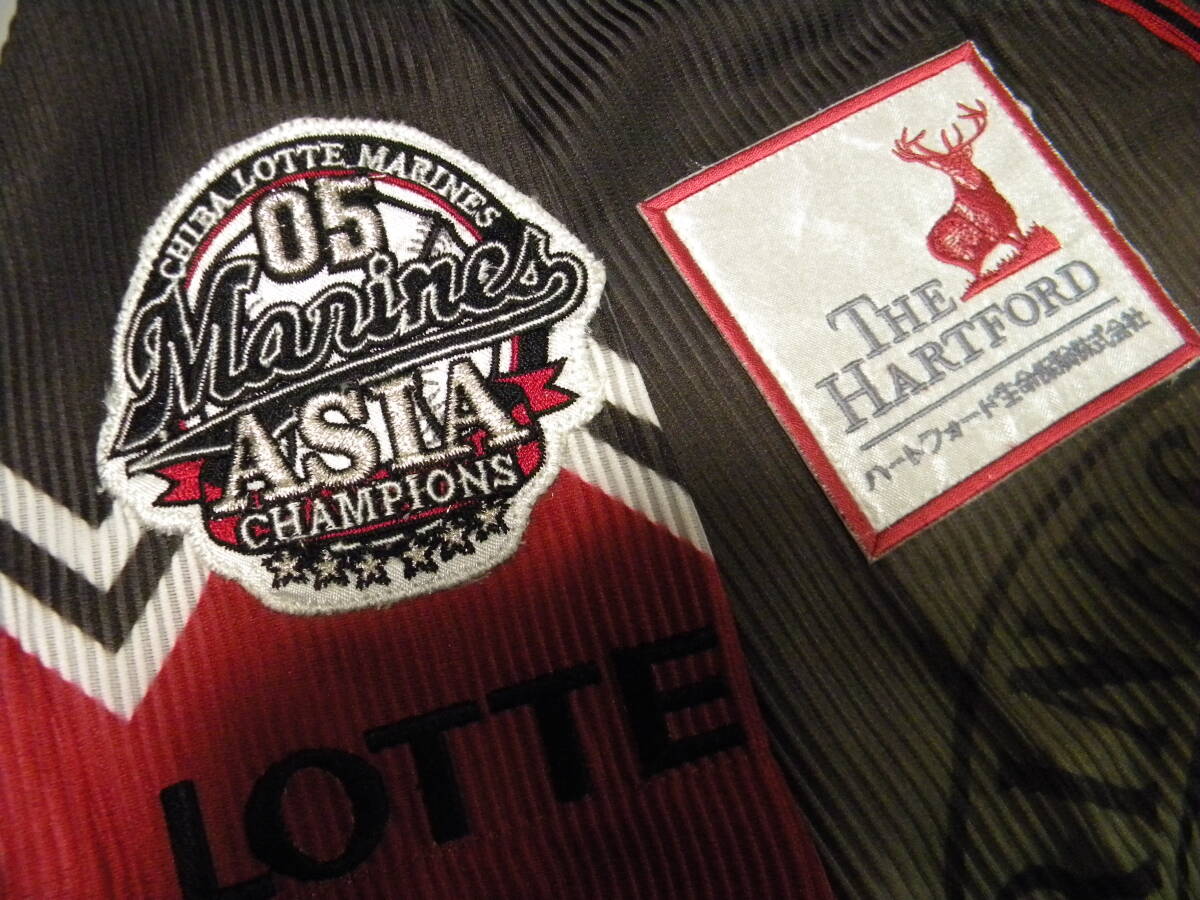 CHIBA LOTTE MARINES
05
Marines
ASIA
CHAMPIONS
THE
HARTFORD
ハートフォード生命保険株式会社
LOTTE